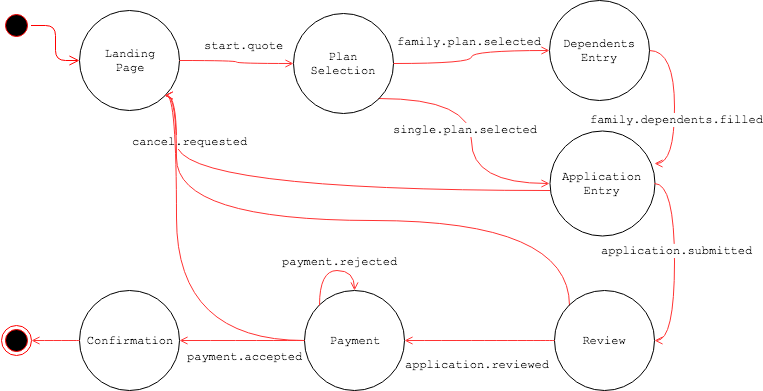 Landing
Page
start.quote
Plan
Selection
family.plan.selected
Dependents
Entry
family.dependents.filled
single.plan.selected
cancel.requested
Application
Entry
application.submitted
payment.rejected
Confirmation
payment.accepted
Payment
application.reviewed
Review